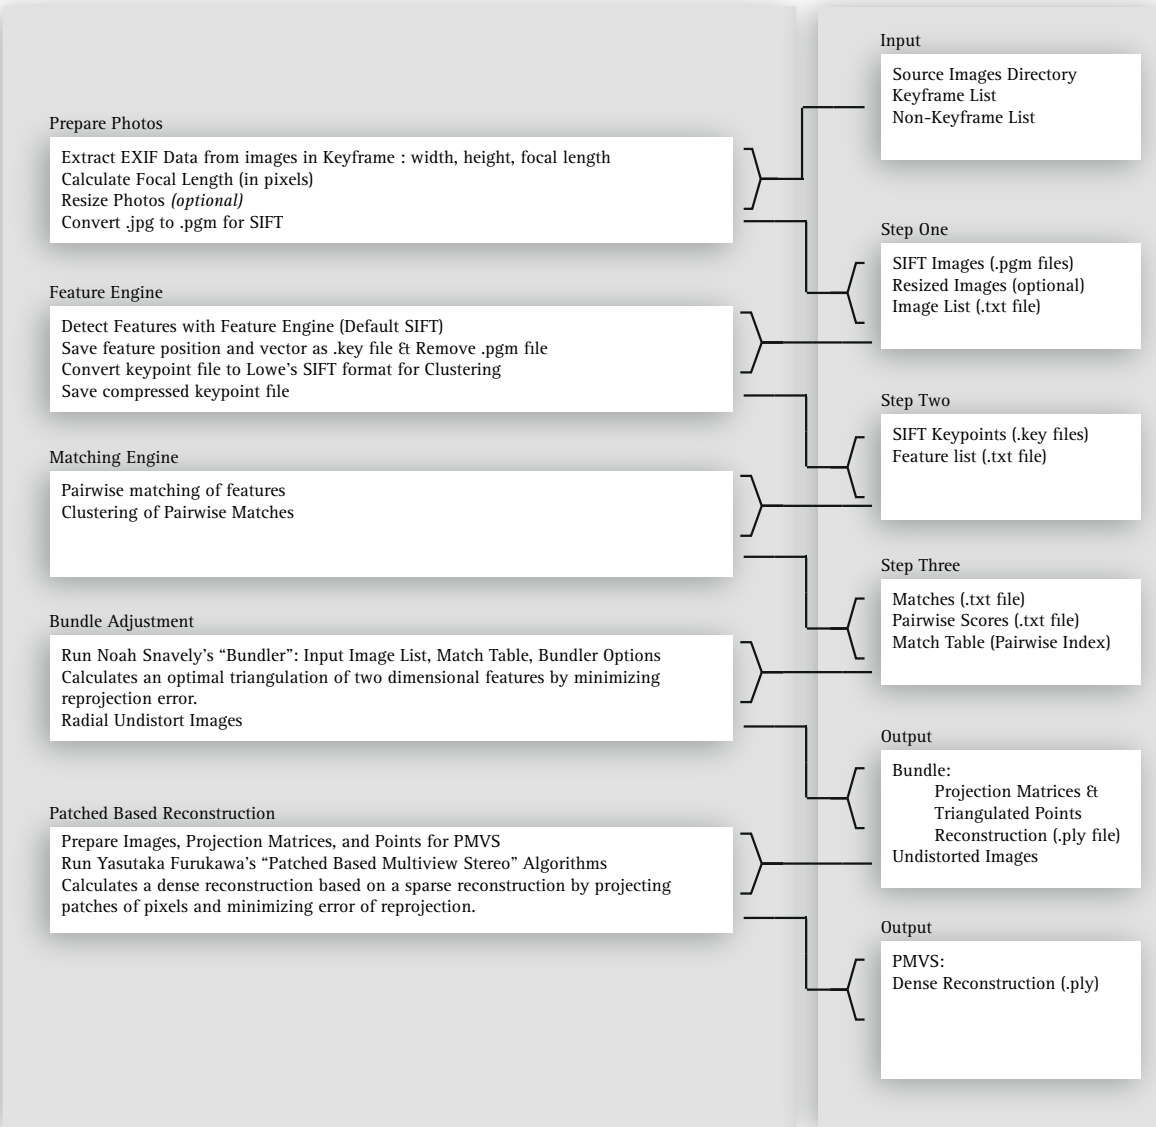 Prepare Photos
Extract EXIF Data from images in Keyframe : width, height, focal length
Calculate Focal Length (in pixels)
Resize Photos (optional)
Convert .jpg to .pgm for SIFT
Feature Engine
Detect Features with Feature Engine (Default SIFT)
Save feature position and vector as .key file & Remove .pgm file
Convert keypoint file to Lowe's SIFT format for Clustering
Save compressed keypoint file
Matching Engine
Pairwise matching of features
Clustering of Pairwise Matches
Bundle Adjustment
Run Noah Snavely's “Bundler”: Input Image List, Match Table, Bundler Options
Calculates an optimal triangulation of two dimensional features by minimizing
reprojection error.
Radial Undistort Images
Patched Based Reconstruction
Prepare Images, Projection Matrices, and Points for PMVS
Run Yasutaka Furukawa's “Patched Based Multiview Stereo” Algorithms
Calculates a dense reconstruction based on a sparse reconstruction by projecting
patches of pixels and minimizing error of reprojection.
Input
Source Images Directory
Keyframe List
Non-Keyframe List
Step One
SIFT Images (.pgm files)
Resized Images (optional)
Image List (.txt file)
Step Two
SIFT Keypoints (.key files)
Feature list (.txt file)
Step Three
Matches (.txt file)
Pairwise Scores (.txt file)
Match Table (Pairwise Index)
Output
Bundle:
Projection Matrices &
Triangulated Points
Reconstruction (.ply file)
Undistorted Images
Output
PMVS:
Dense Reconstruction (.ply)